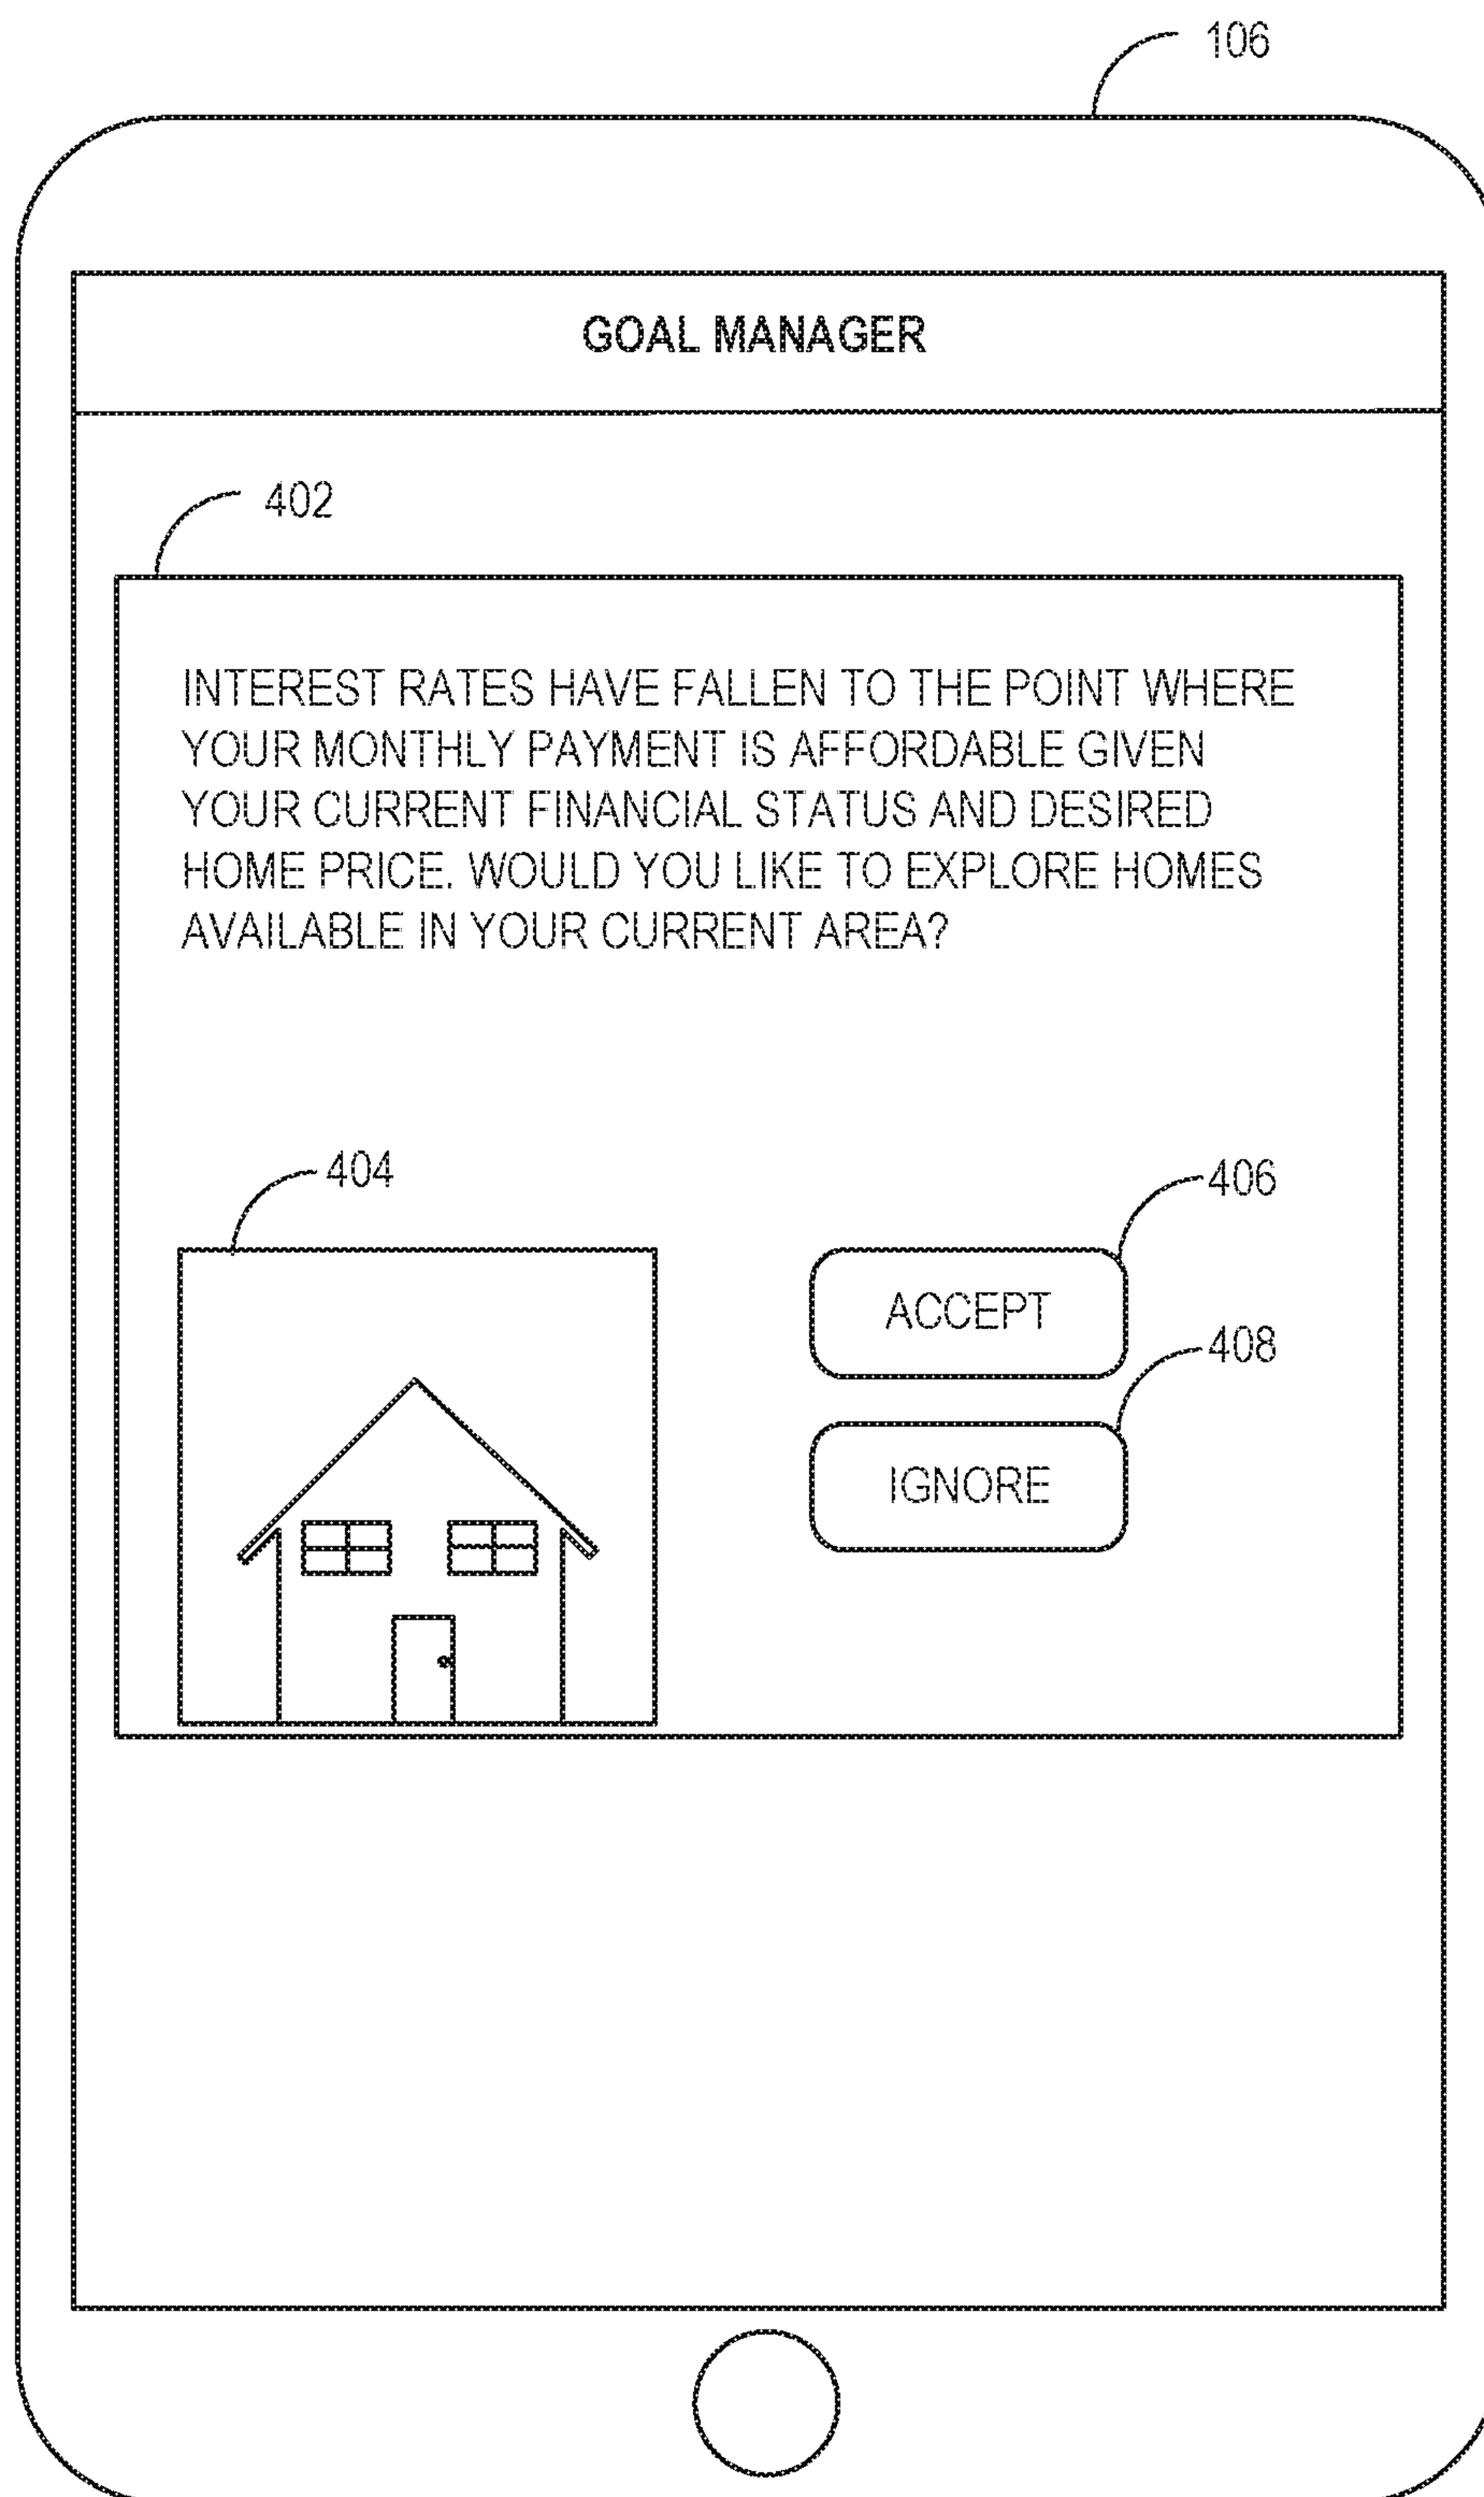 106
GOAL MANAGER
402
INTEREST RATES HAVE FALLEN TO THE POINT WHERE
YOUR MONTHLY PAYMENT IS AFFORDABLE GIVEN
YOUR CURRENT FINANCIAL STATUS AND DESIRED
HOME PRICE. WOULD YOU LIKE TO EXPLORE HOMES
AVAILABLE IN YOUR CURRENT AREA?
404
406
ACCEPT
408
IGNORE